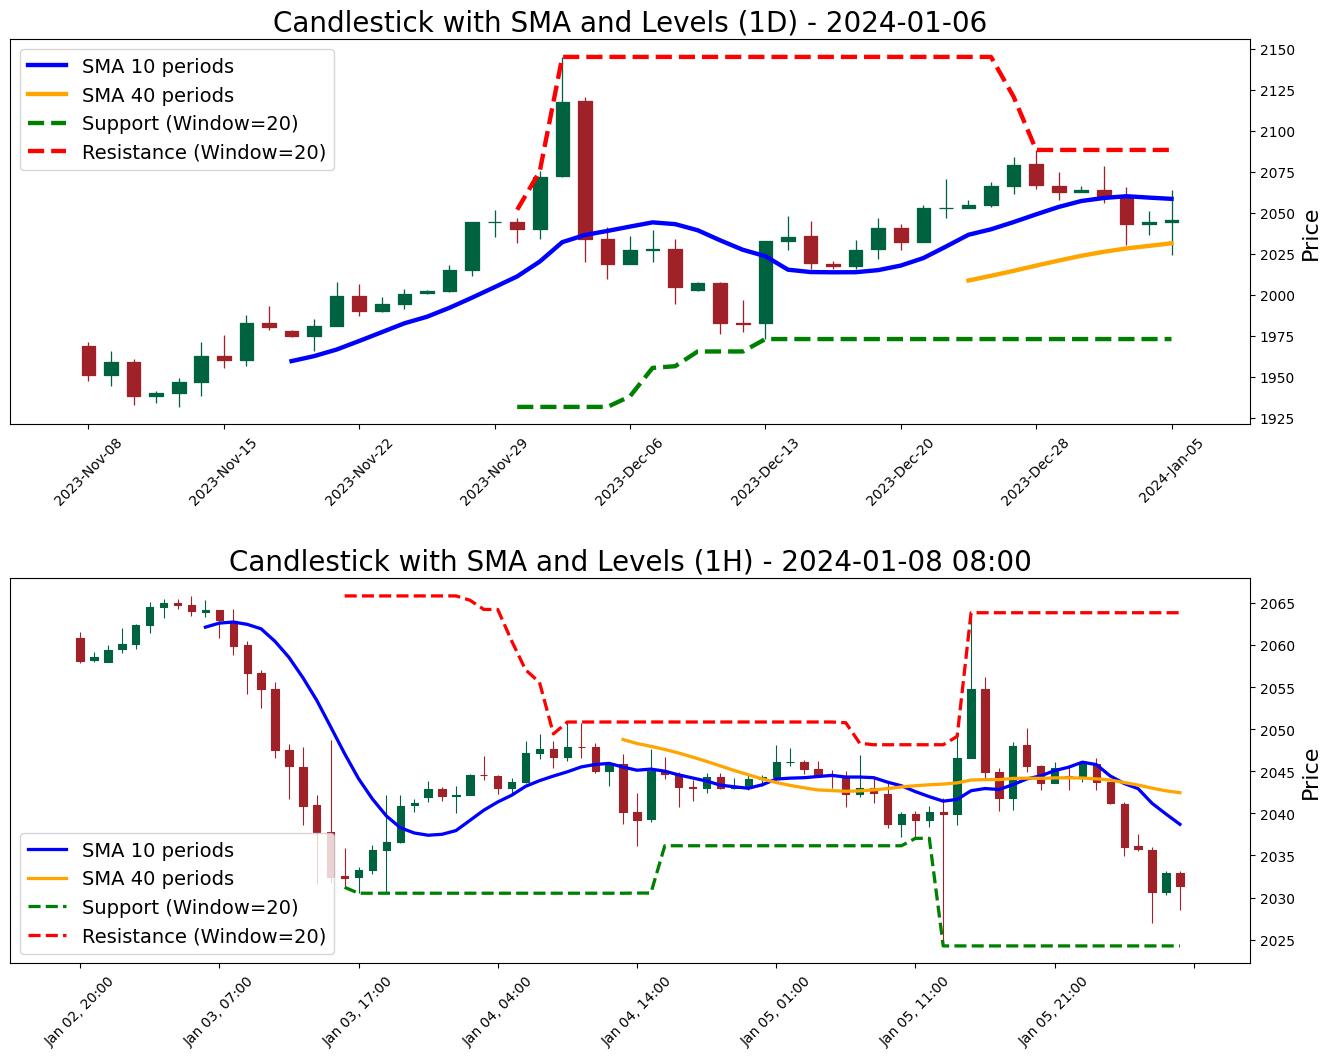 Candlestick with SMA and Levels (1D) - 2024-01-06
SMA 10 periods
SMA 40 periods
Support (Window=20)
Resistance (Window=20)
2150
2125
2100
2075
2050
2025
2000
1975
1950
1925
Price
2023-Nov-08
2023-Nov-15
2023-Nov-22
2023-Nov-29
2023-Dec-06
2023-Dec-13
2023-Dec-20
2023-Dec-28
2024-Jan-05
Candlestick with SMA and Levels (1H) - 2024-01-08 08:00
2065
2060
2055
2050
2045
2040
2035
2030
2025
Price
SMA 10 periods
SMA 40 periods
Support (Window=20)
Resistance (Window=20)
Jan 02, 20:00
Jan 03, 07:00
Jan 03, 17:00
Jan 04, 04:00
Jan 04, 14:00
Jan 05, 01:00
Jan 05, 11:00
Jan 05, 21:00